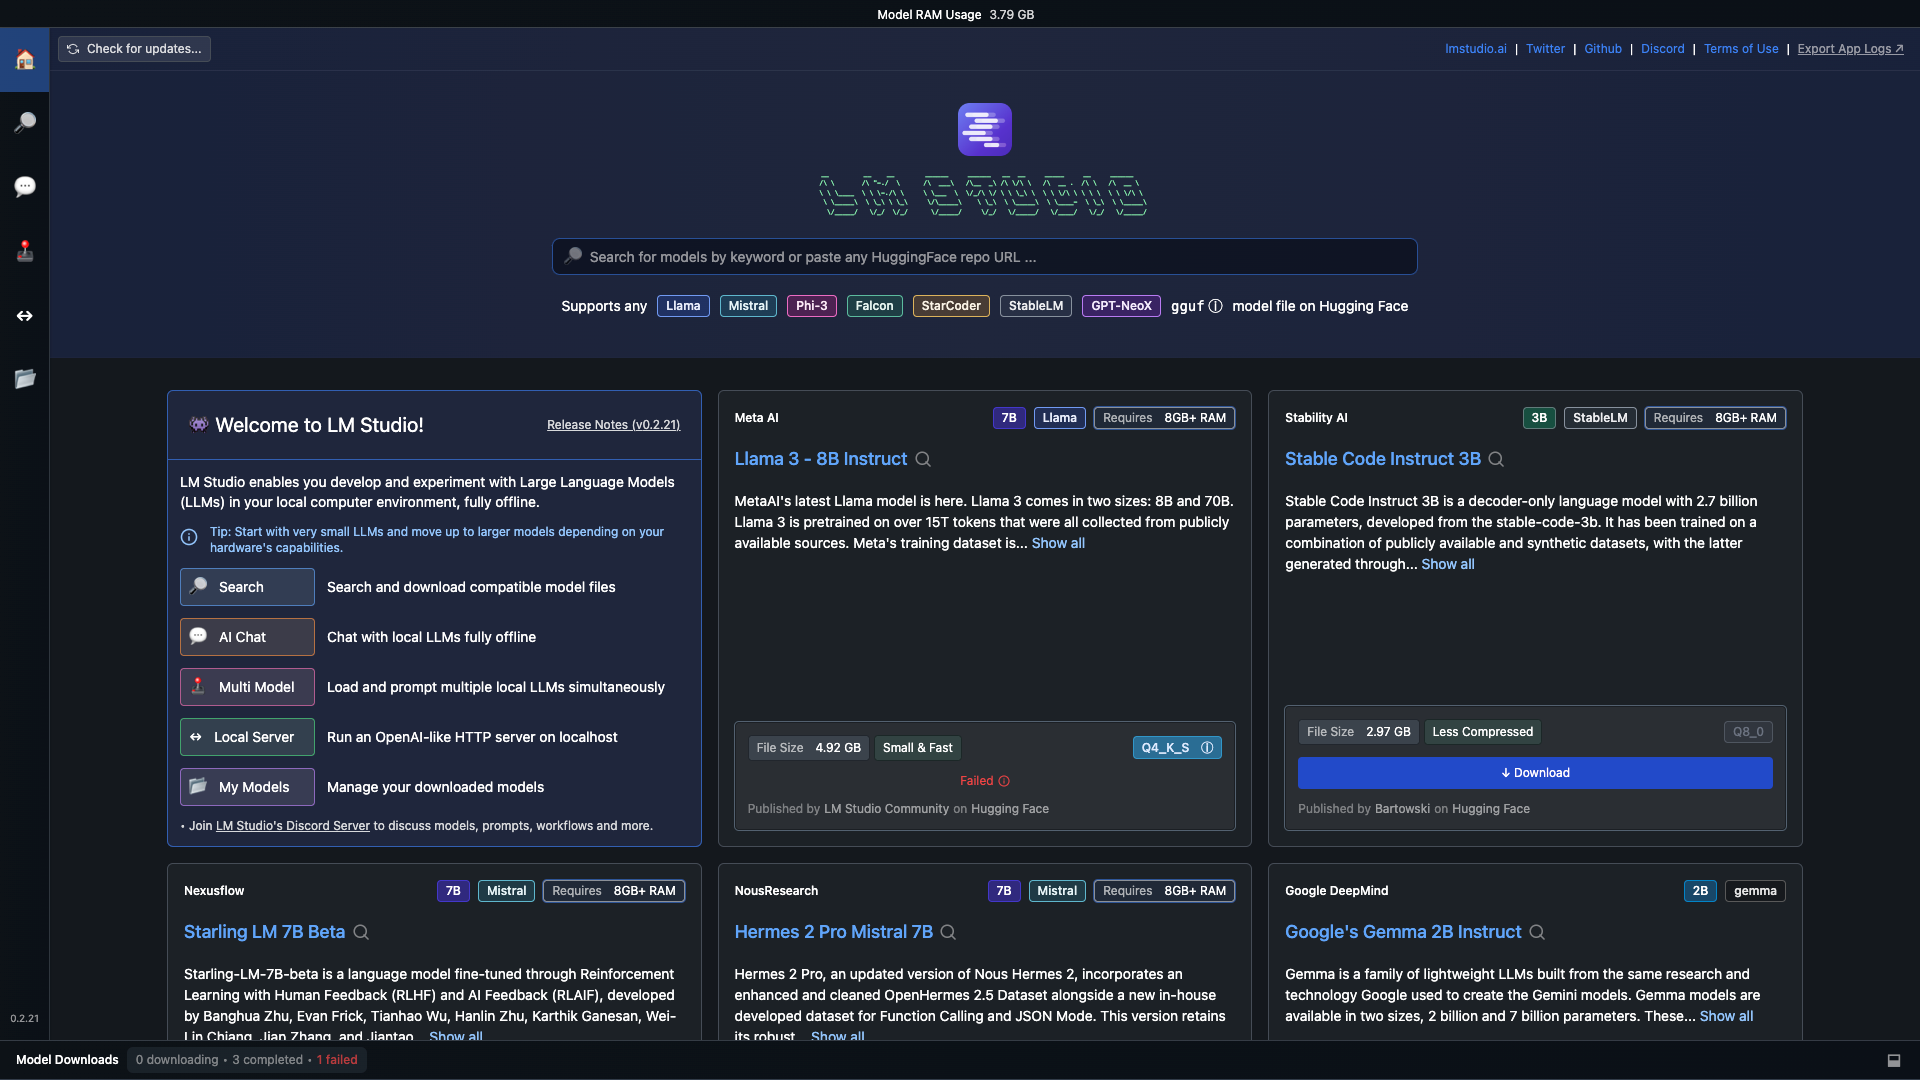 Model RAM Usage 3.79 GB
Check for updates...
lmstudio.ai | Twitter | Github | Discord | Terms of Use | Export App Logs ↗
LM STUDIO
Search for models by keyword or paste any HuggingFace repo URL ...
Supports any Llama Mistral Phi-3 Falcon StarCoder StableLM GPT-NeoX gguf ⓘ model file on Hugging Face
👾 Welcome to LM Studio!
Release Notes (v0.2.21)
LM Studio enables you develop and experiment with Large Language Models
(LLMs) in your local computer environment, fully offline.
Tip: Start with very small LLMs and move up to larger models depending on your
hardware's capabilities.
Search Search and download compatible model files
AI Chat Chat with local LLMs fully offline
Multi Model Load and prompt multiple local LLMs simultaneously
Local Server Run an OpenAI-like HTTP server on localhost
My Models Manage your downloaded models
• Join LM Studio's Discord Server to discuss models, prompts, workflows and more.
Meta AI 7B Llama Requires 8GB+ RAM
Llama 3 - 8B Instruct
MetaAI's latest Llama model is here. Llama 3 comes in two sizes: 8B and 70B.
Llama 3 is pretrained on over 15T tokens that were all collected from publicly
available sources. Meta's training dataset is... Show all
File Size 4.92 GB Small & Fast Q4_K_S ⓘ
Failed ⓘ
Published by LM Studio Community on Hugging Face
Stability AI 3B StableLM Requires 8GB+ RAM
Stable Code Instruct 3B
Stable Code Instruct 3B is a decoder-only language model with 2.7 billion
parameters, developed from the stable-code-3b. It has been trained on a
combination of publicly available and synthetic datasets, with the latter
generated through... Show all
File Size 2.97 GB Less Compressed Q8_0
↓ Download
Published by Bartowski on Hugging Face
Nexusflow 7B Mistral Requires 8GB+ RAM
Starling LM 7B Beta
Starling-LM-7B-beta is a language model fine-tuned through Reinforcement
Learning with Human Feedback (RLHF) and AI Feedback (RLAIF), developed
by Banghua Zhu, Evan Frick, Tianhao Wu, Hanlin Zhu, Karthik Ganesan, Wei-
Lin Chiang, Jian Zhang, and Jiantao... Show all
NousResearch 7B Mistral Requires 8GB+ RAM
Hermes 2 Pro Mistral 7B
Hermes 2 Pro, an updated version of Nous Hermes 2, incorporates an
enhanced and cleaned OpenHermes 2.5 Dataset alongside a new in-house
developed dataset for Function Calling and JSON Mode. This version retains
its robust... Show all
Google DeepMind 2B gemma
Google's Gemma 2B Instruct
Gemma is a family of lightweight LLMs built from the same research and
technology Google used to create the Gemini models. Gemma models are
available in two sizes, 2 billion and 7 billion parameters. These... Show all
0.2.21
Model Downloads 0 downloading • 3 completed • 1 failed